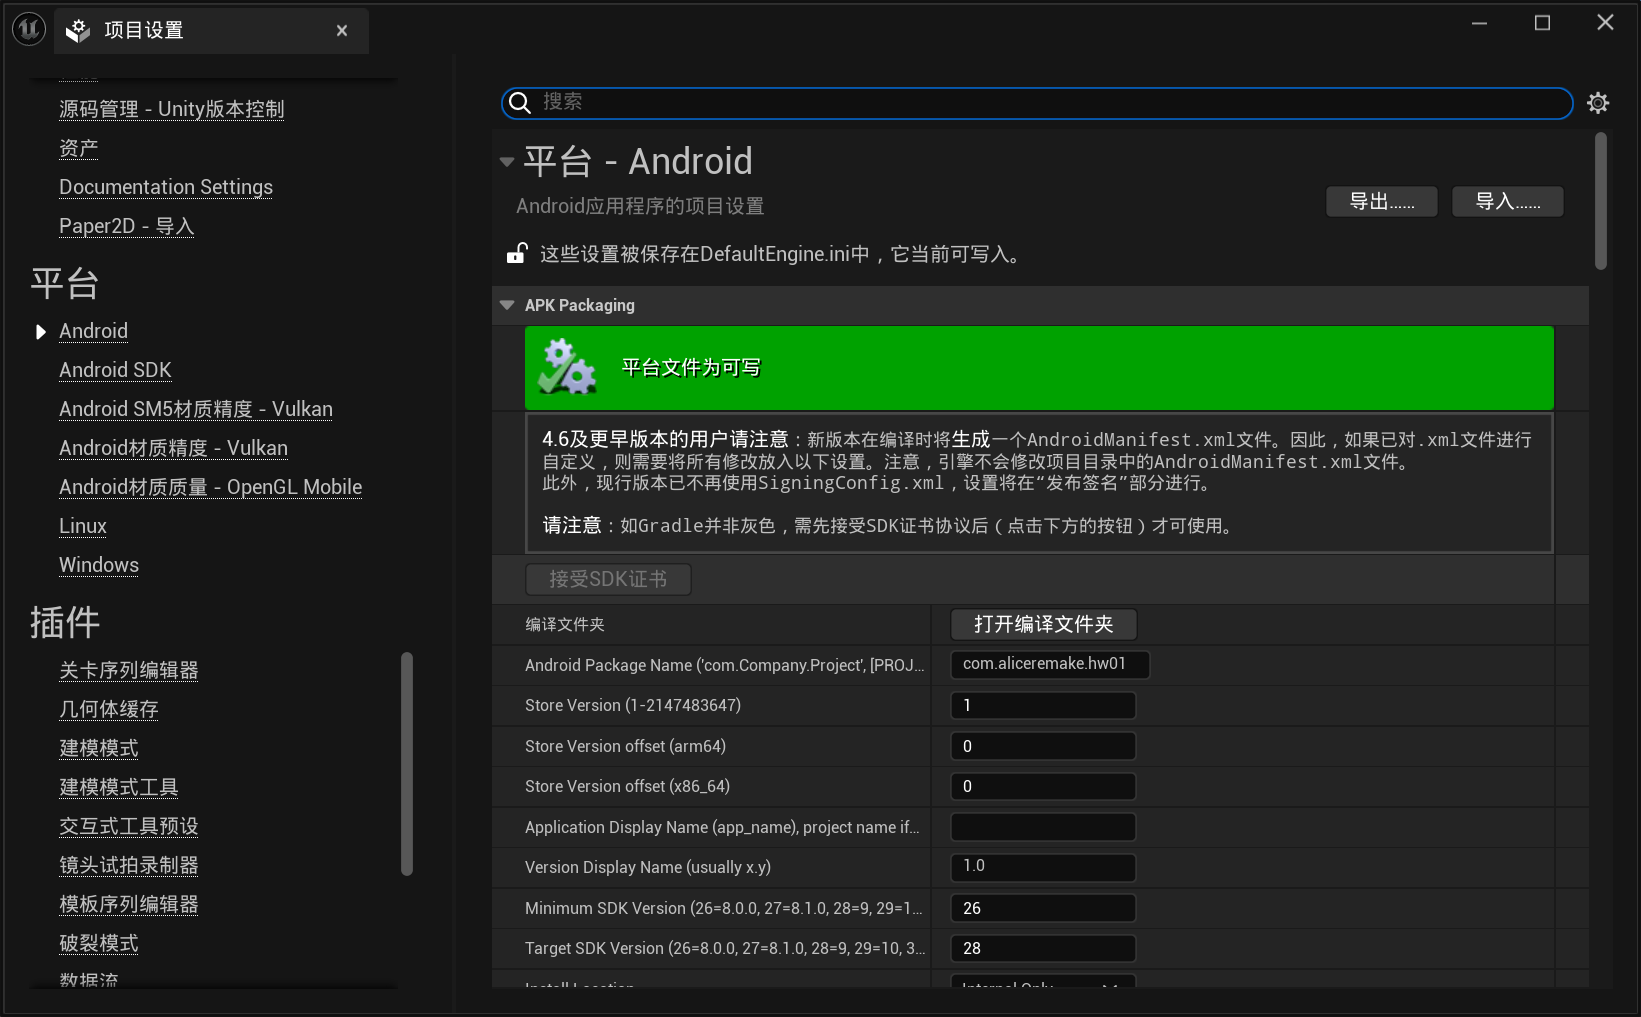 项目设置
源码管理 - Unity版本控制
资产
Documentation Settings
Paper2D - 导入
平台
Android
Android SDK
Android SM5材质精度 - Vulkan
Android材质精度 - Vulkan
Android材质质量 - OpenGL Mobile
Linux
Windows
插件
关卡序列编辑器
几何体缓存
建模模式
建模模式工具
交互式工具预设
镜头试拍录制器
模板序列编辑器
破裂模式
数据流
搜索
平台 - Android
Android应用程序的项目设置
导出......
导入......
这些设置被保存在DefaultEngine.ini中，它当前可写入。
APK Packaging
平台文件为可写
4.6及更早版本的用户请注意：新版本在编译时将生成一个AndroidManifest.xml文件。因此，如果已对.xml文件进行
自定义，则需要将所有修改放入以下设置。注意，引擎不会修改项目目录中的AndroidManifest.xml文件。
此外，现行版本已不再使用SigningConfig.xml，设置将在“发布签名”部分进行。
请注意：如Gradle并非灰色，需先接受SDK证书协议后（点击下方的按钮）才可使用。
接受SDK证书
编译文件夹
打开编译文件夹
Android Package Name ('com.Company.Project', [PROJ...
com.aliceremake.hw01
Store Version (1-2147483647)
1
Store Version offset (arm64)
0
Store Version offset (x86_64)
0
Application Display Name (app_name), project name if...
Version Display Name (usually x.y)
1.0
Minimum SDK Version (26=8.0.0, 27=8.1.0, 28=9, 29=1...
26
Target SDK Version (26=8.0.0, 27=8.1.0, 28=9, 29=10, 3...
28
Install Location
Internal Only